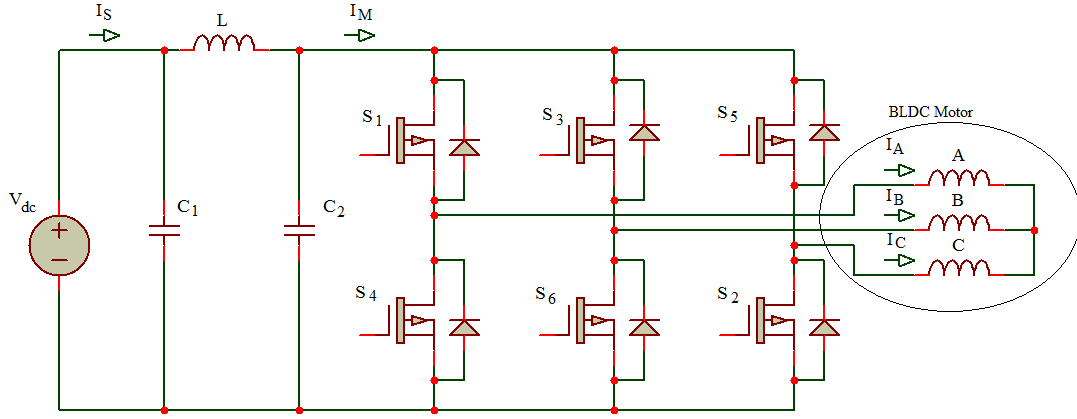 I_S
L
I_M
S_1
S_3
S_5
BLDC Motor
I_A
A
V_dc
C_1
C_2
I_B
B
I_C
C
S_4
S_6
S_2